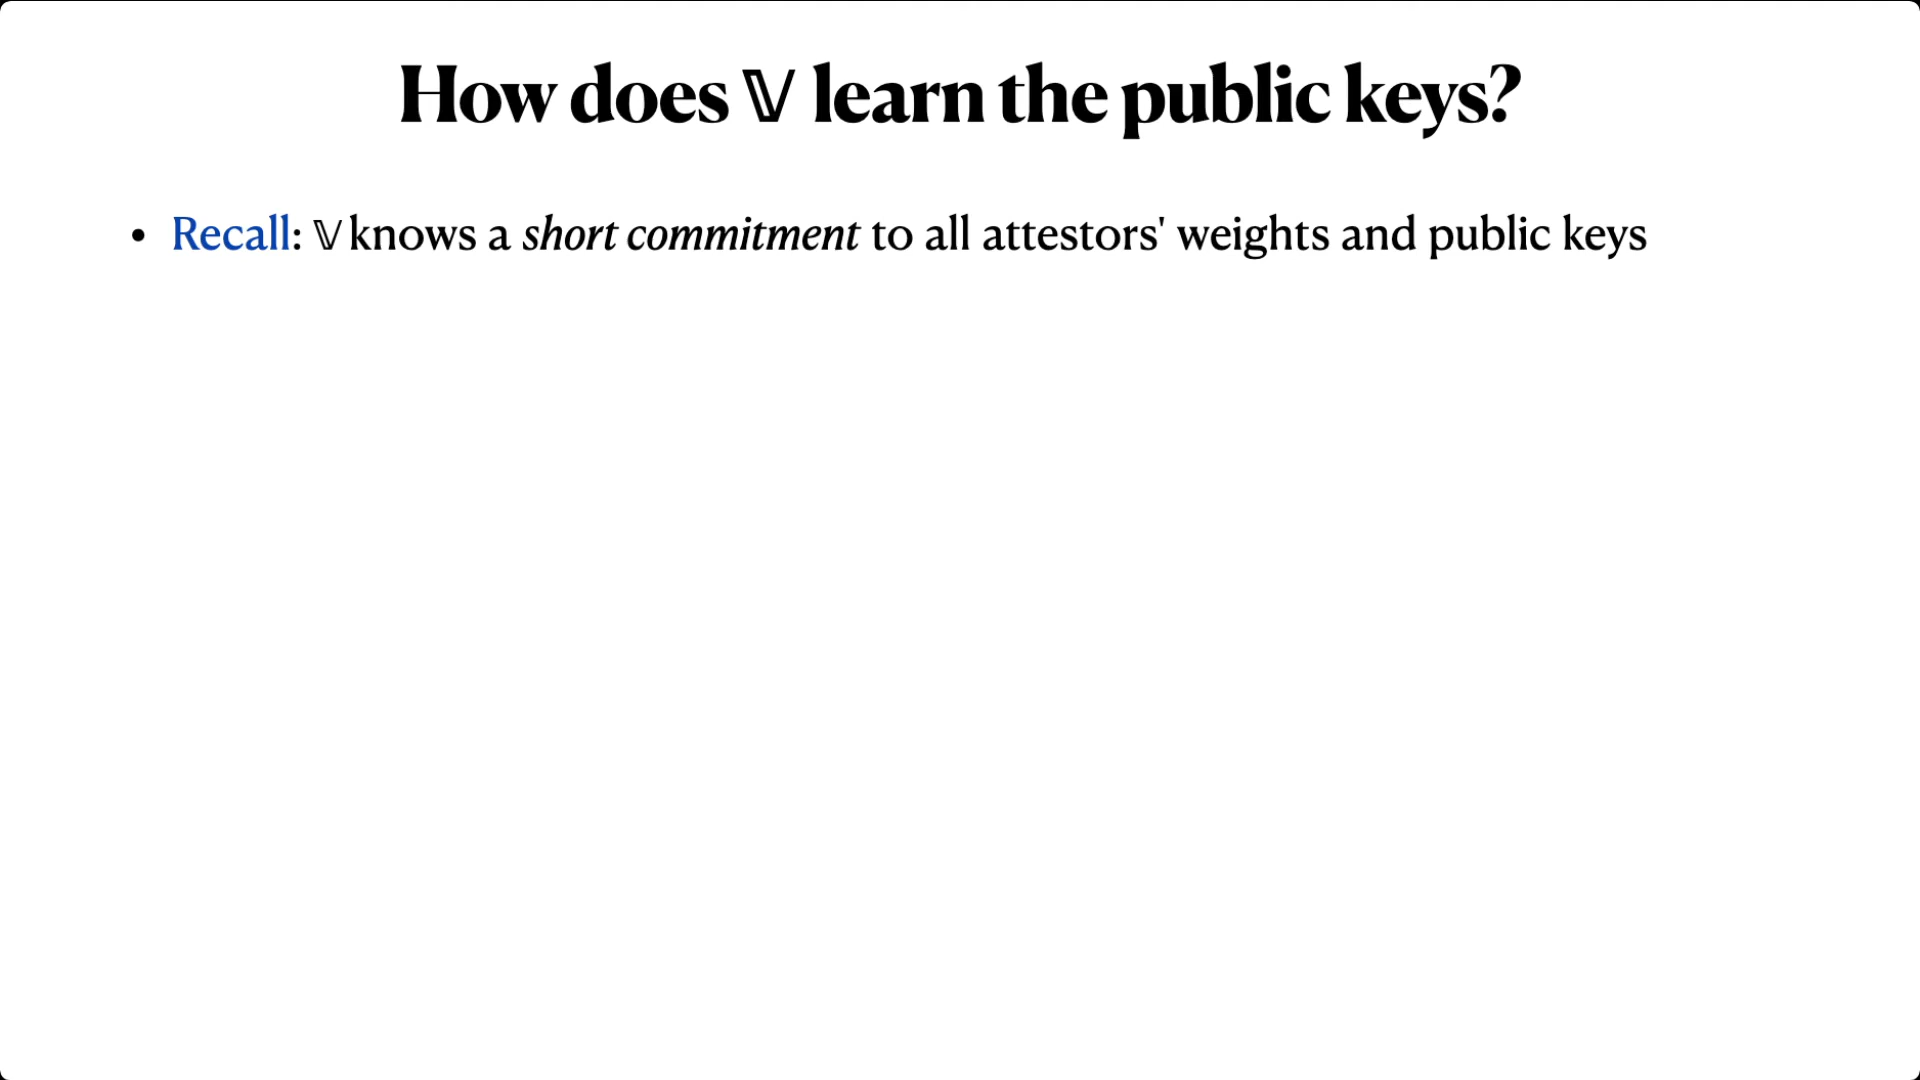 How does 𝕍 learn the public keys?
• Recall: 𝕍 knows a short commitment to all attestors' weights and public keys